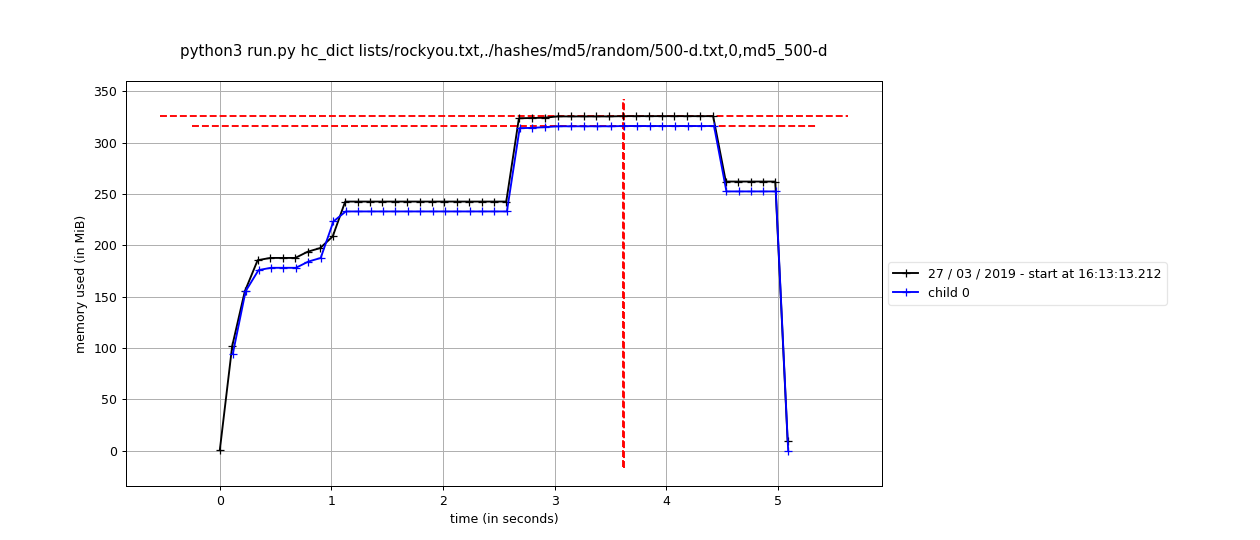 python3 run.py hc_dict lists/rockyou.txt,./hashes/md5/random/500-d.txt,0,md5_500-d
350
300
250
200
150
100
50
0
memory used (in MiB)
0 1 2 3 4 5
time (in seconds)
27 / 03 / 2019 - start at 16:13:13.212
child 0